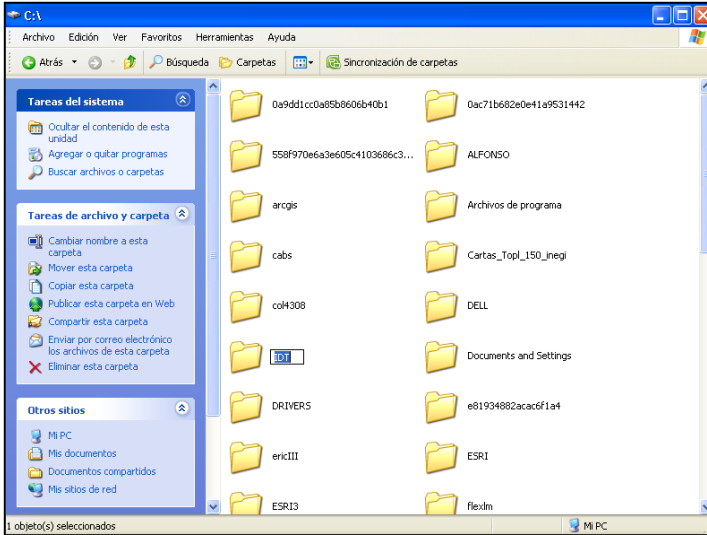 C:\
Archivo Edición Ver Favoritos Herramientas Ayuda
Atrás Búsqueda Carpetas Sincronización de carpetas
Tareas del sistema
Ocultar el contenido de esta
unidad
Agregar o quitar programas
Buscar archivos o carpetas
Tareas de archivo y carpeta
Cambiar nombre a esta
carpeta
Mover esta carpeta
Copiar esta carpeta
Publicar esta carpeta en Web
Compartir esta carpeta
Enviar por correo electrónico
los archivos de esta carpeta
Eliminar esta carpeta
Otros sitios
Mi PC
Mis documentos
Documentos compartidos
Mis sitios de red
0a9dd1cc0a85b8606b40b1 0ac71b682e0e41a9531442
558f970e6a3e605c4103686c3... ALFONSO
arcgis Archivos de programa
cabs Cartas_Topl_150_inegi
col4308 DELL
IDT Documents and Settings
DRIVERS e81934882acac6f1a4
ericIII ESRI
ESRI3 flexlm
1 objeto(s) seleccionados Mi PC